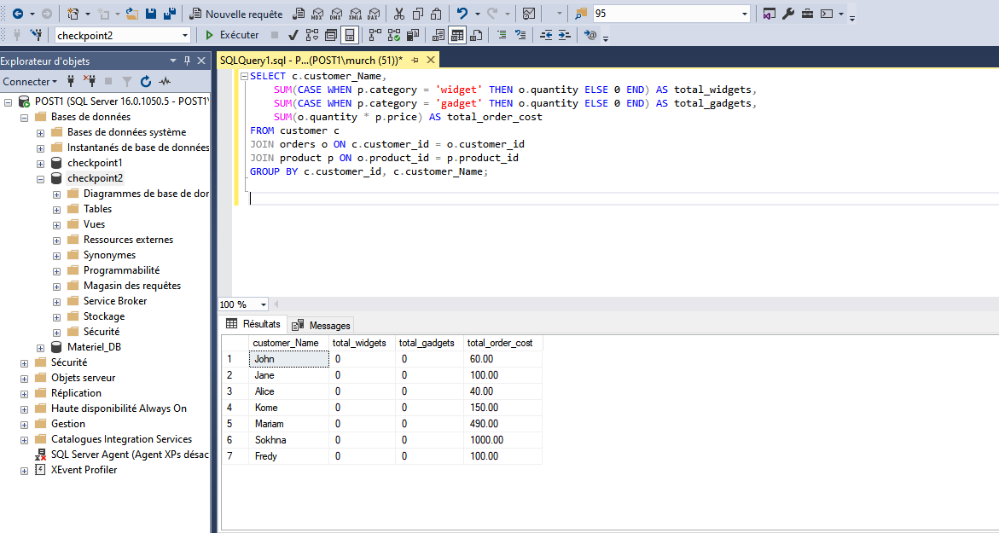 Nouvelle requête
MDX
DMX
XMLA
DAX
95
checkpoint2
Exécuter
Explorateur d'objets
Connecter
POST1 (SQL Server 16.0.1050.5 - POST1\
Bases de données
Bases de données système
Instantanés de base de données
checkpoint1
checkpoint2
Diagrammes de base de dor
Tables
Vues
Ressources externes
Synonymes
Programmabilité
Magasin des requêtes
Service Broker
Stockage
Sécurité
Materiel_DB
Sécurité
Objets serveur
Réplication
Haute disponibilité Always On
Gestion
Catalogues Integration Services
SQL Server Agent (Agent XPs désac
XEvent Profiler
SQLQuery1.sql - P...(POST1\murch (51))*
SELECT c.customer_Name,
SUM(CASE WHEN p.category = 'widget' THEN o.quantity ELSE 0 END) AS total_widgets,
SUM(CASE WHEN p.category = 'gadget' THEN o.quantity ELSE 0 END) AS total_gadgets,
SUM(o.quantity * p.price) AS total_order_cost
FROM customer c
JOIN orders o ON c.customer_id = o.customer_id
JOIN product p ON o.product_id = p.product_id
GROUP BY c.customer_id, c.customer_Name;
100 %
Résultats Messages
customer_Name total_widgets total_gadgets total_order_cost
1 John 0 0 60.00
2 Jane 0 0 100.00
3 Alice 0 0 40.00
4 Kome 0 0 150.00
5 Mariam 0 0 490.00
6 Sokhna 0 0 1000.00
7 Fredy 0 0 100.00